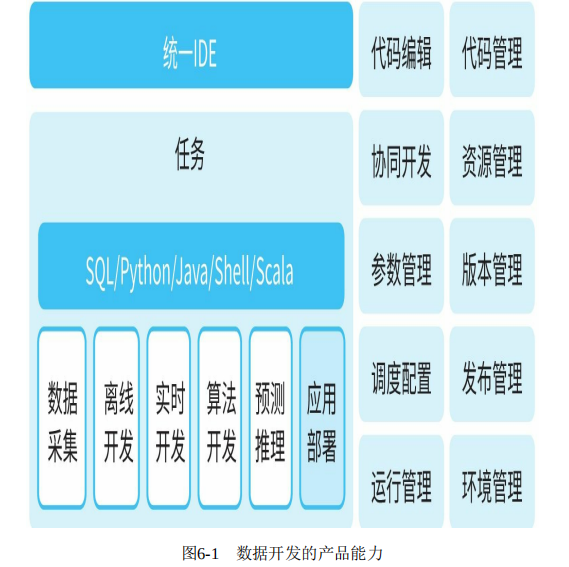 统一IDE
任务
SQL/Python/Java/Shell/Scala
数据
采集
离线
开发
实时
开发
算法
开发
预测
推理
应用
部署
代码编辑
代码管理
协同开发
资源管理
参数管理
版本管理
调度配置
发布管理
运行管理
环境管理
图6-1 数据开发的产品能力